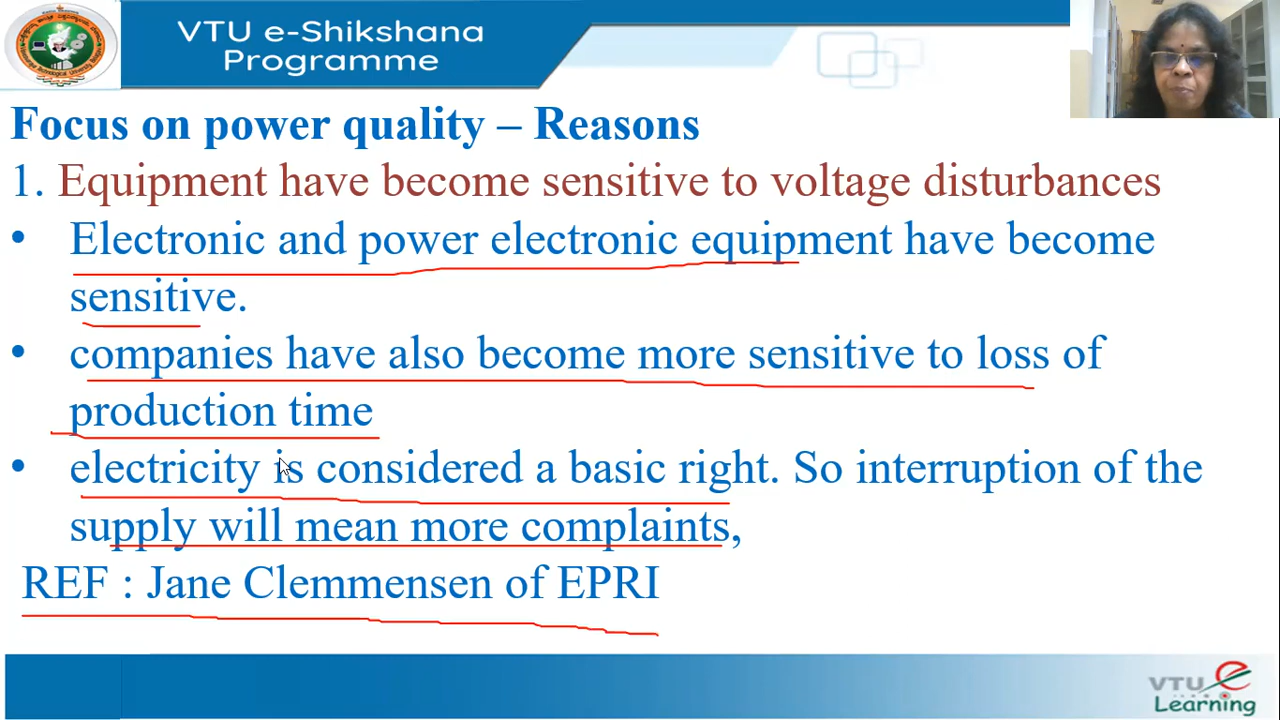 VTU e-Shikshana
Programme
Focus on power quality – Reasons
1. Equipment have become sensitive to voltage disturbances
• Electronic and power electronic equipment have become
sensitive.
• companies have also become more sensitive to loss of
production time
• electricity is considered a basic right. So interruption of the
supply will mean more complaints,
REF : Jane Clemmensen of EPRI
VTU e
Learning